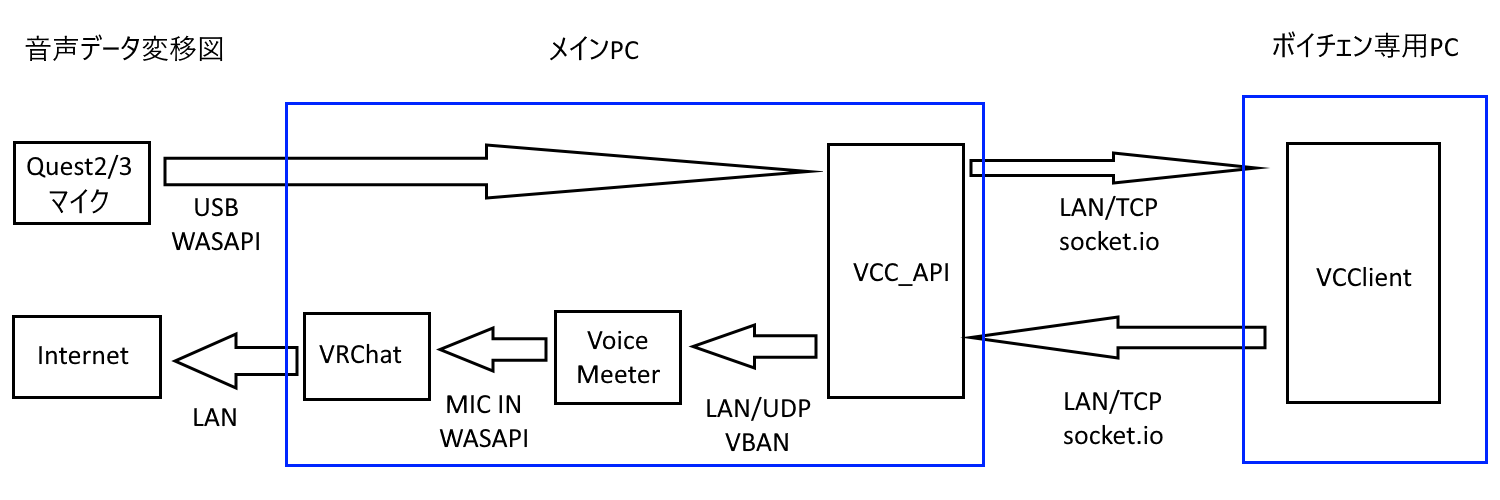 音声データ変移図
メインPC
ボイチェン専用PC
Quest2/3
マイク
USB
WASAPI
VCC_API
LAN/TCP
socket.io
VCClient
Internet
LAN
VRChat
MIC IN
WASAPI
Voice
Meeter
LAN/UDP
VBAN
LAN/TCP
socket.io